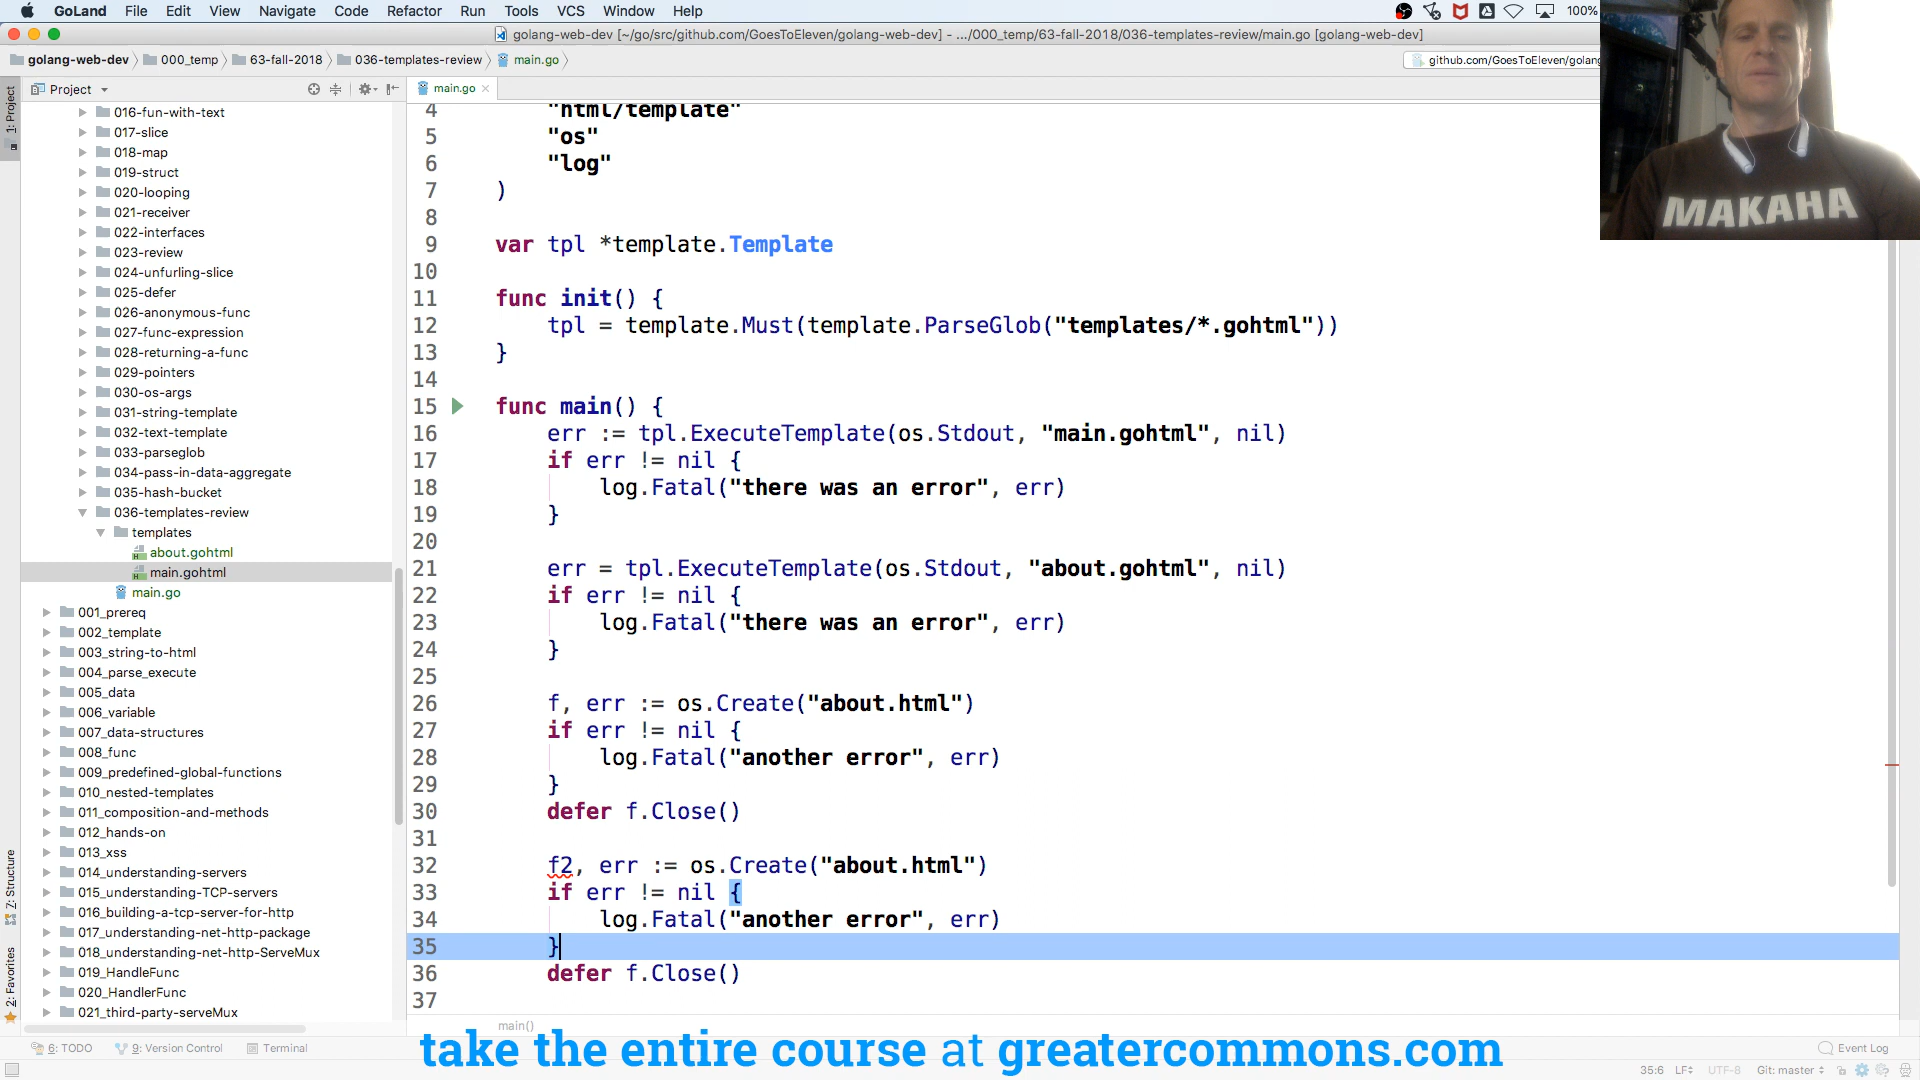 GoLand File Edit View Navigate Code Refactor Run Tools VCS Window Help 100%
golang-web-dev [~/go/src/github.com/GoesToEleven/golang-web-dev] - .../000_temp/63-fall-2018/036-templates-review/main.go [golang-web-dev]
golang-web-dev 000_temp 63-fall-2018 036-templates-review main.go github.com/GoesToEleven/golang
Project main.go
1: Project
7: Structure
2: Favorites
016-fun-with-text
017-slice
018-map
019-struct
020-looping
021-receiver
022-interfaces
023-review
024-unfurling-slice
025-defer
026-anonymous-func
027-func-expression
028-returning-a-func
029-pointers
030-os-args
031-string-template
032-text-template
033-parseglob
034-pass-in-data-aggregate
035-hash-bucket
036-templates-review
templates
about.gohtml
main.gohtml
main.go
001_prereq
002_template
003_string-to-html
004_parse_execute
005_data
006_variable
007_data-structures
008_func
009_predefined-global-functions
010_nested-templates
011_composition-and-methods
012_hands-on
013_xss
014_understanding-servers
015_understanding-TCP-servers
016_building-a-tcp-server-for-http
017_understanding-net-http-package
018_understanding-net-http-ServeMux
019_HandleFunc
020_HandlerFunc
021_third-party-serveMux
4 "html/template"
5 "os"
6 "log"
7 )
8
9 var tpl *template.Template
10
11 func init() {
12 tpl = template.Must(template.ParseGlob("templates/*.gohtml"))
13 }
14
15 func main() {
16 err := tpl.ExecuteTemplate(os.Stdout, "main.gohtml", nil)
17 if err != nil {
18 log.Fatal("there was an error", err)
19 }
20
21 err = tpl.ExecuteTemplate(os.Stdout, "about.gohtml", nil)
22 if err != nil {
23 log.Fatal("there was an error", err)
24 }
25
26 f, err := os.Create("about.html")
27 if err != nil {
28 log.Fatal("another error", err)
29 }
30 defer f.Close()
31
32 f2, err := os.Create("about.html")
33 if err != nil {
34 log.Fatal("another error", err)
35 }
36 defer f.Close()
37
main()
MAKAHA
take the entire course at greatercommons.com
6: TODO 9: Version Control Terminal Event Log
35:6 LF UTF-8 Git: master